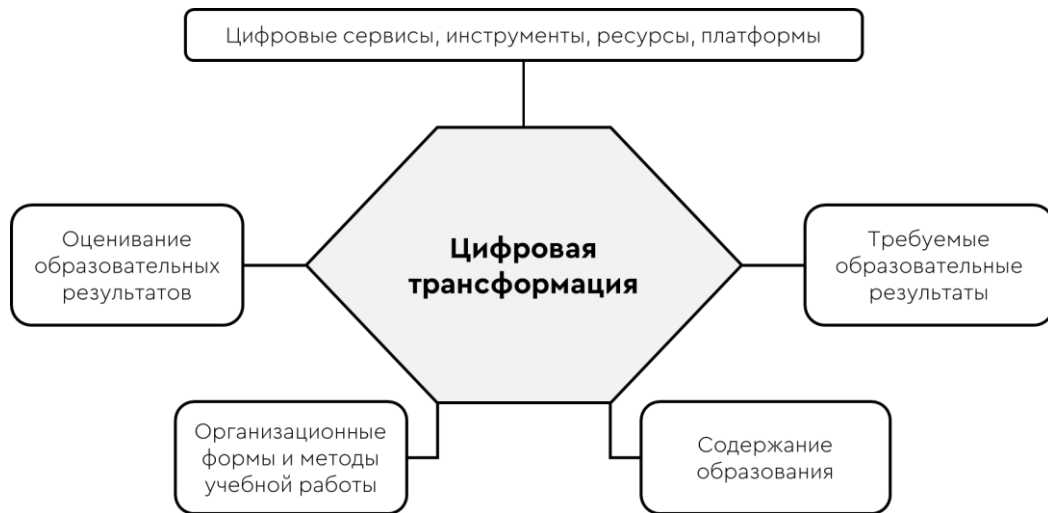 Цифровые сервисы, инструменты, ресурсы, платформы
Оценивание
образовательных
результатов
Цифровая
трансформация
Требуемые
образовательные
результаты
Организационные
формы и методы
учебной работы
Содержание
образования